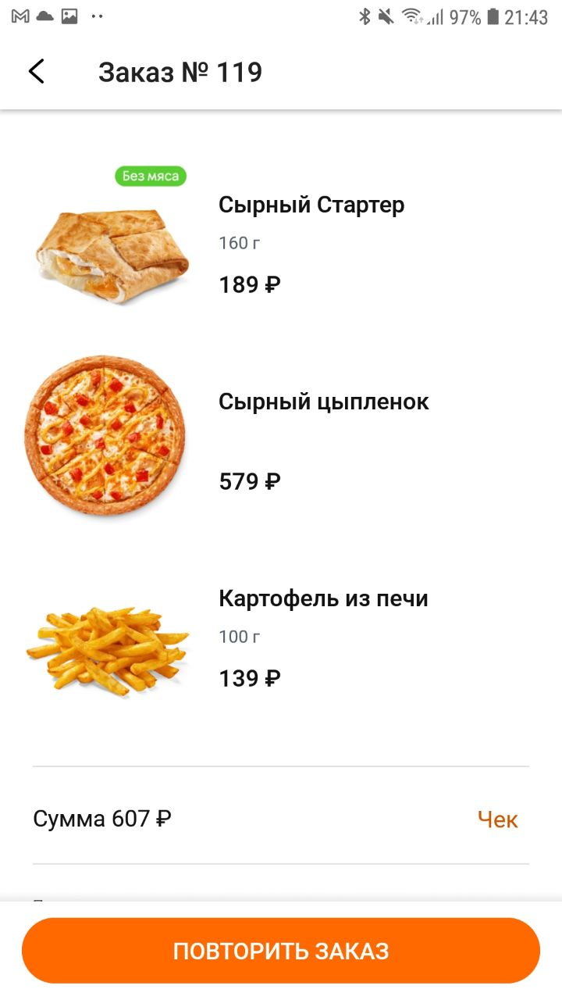 97% 21:43
Заказ № 119
Без мяса
Сырный Стартер
160 г
189 ₽
Сырный цыпленок
579 ₽
Картофель из печи
100 г
139 ₽
Сумма 607 ₽
Чек
ПОВТОРИТЬ ЗАКАЗ